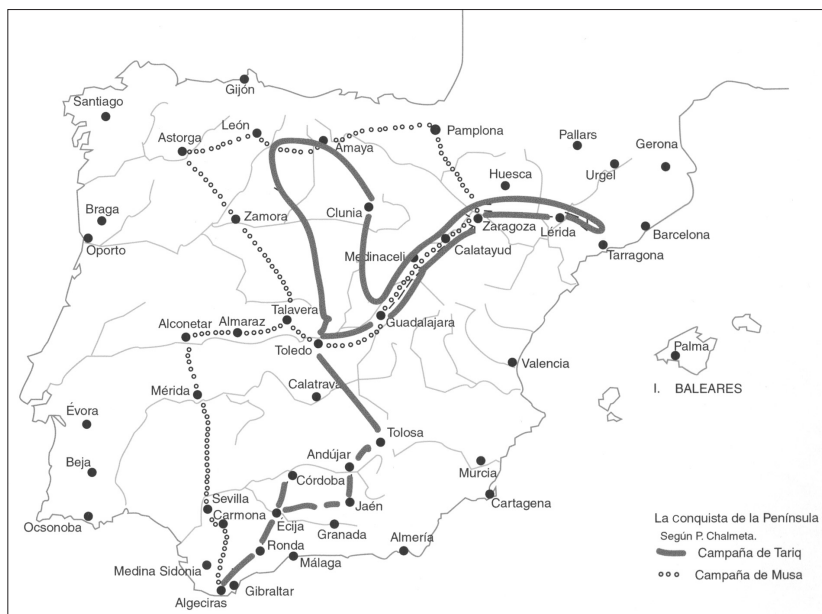 Gijón
Santiago
León
Pamplona
Astorga
Amaya
Pallars
Gerona
Huesca
Urgel
Braga
Zamora
Clunia
Zaragoza
Lérida
Barcelona
Oporto
Calatayud
Tarragona
Medinaceli
Talavera
Guadalajara
Alconetar
Almaraz
Toledo
Palma
Valencia
I. BALEARES
Mérida
Calatrava
Évora
Tolosa
Andújar
Beja
Córdoba
Murcia
Sevilla
Jaén
Cartagena
Carmona
Ocsonoba
Écija
Granada
La conquista de la Península
Según P. Chalmeta.
Ronda
Almería
Campaña de Tariq
Medina Sidonia
Málaga
Campaña de Musa
Gibraltar
Algeciras